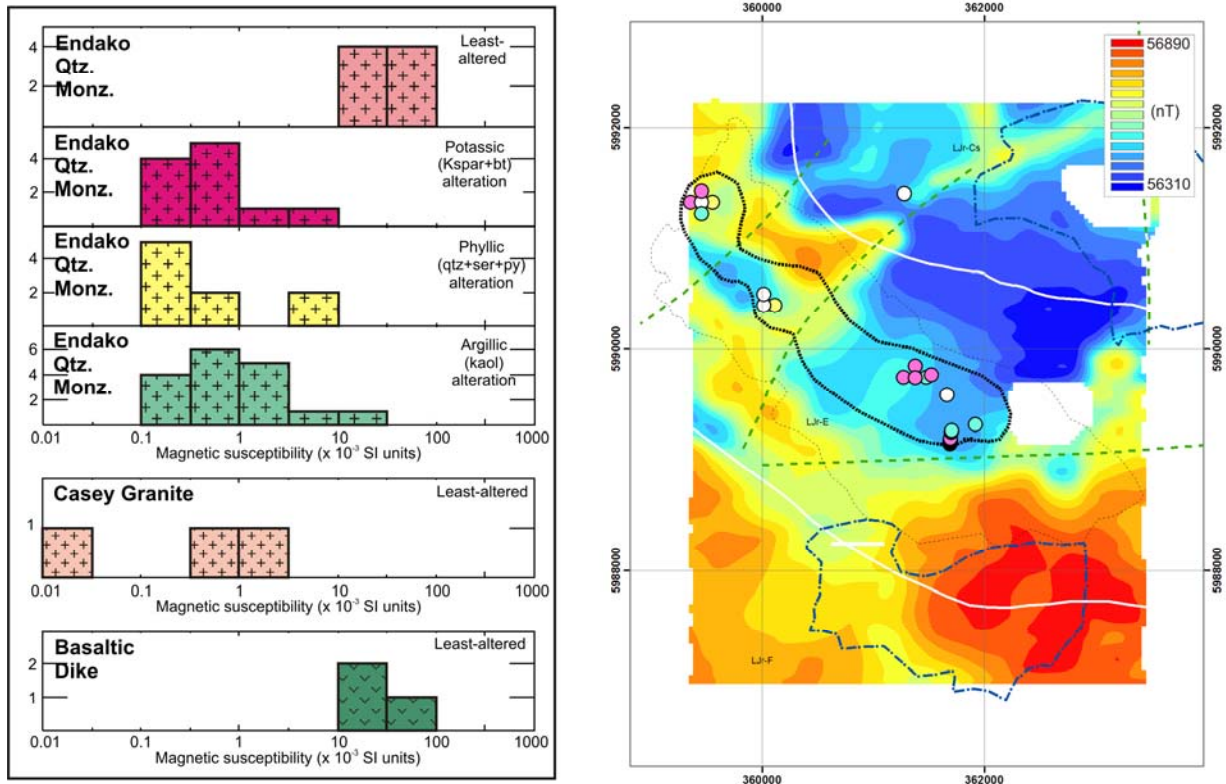 Endako
Qtz.
Monz.
Least-
altered
4
2
Endako
Qtz.
Monz.
Potassic
(Kspar+bt)
alteration
4
2
Endako
Qtz.
Monz.
Phyllic
(qtz+ser+py)
alteration
4
2
Endako
Qtz.
Monz.
Argillic
(kaol)
alteration
6
4
2
0.01 0.1 1 10 100 1000
Magnetic susceptibility (x 10⁻³ SI units)
Casey Granite
Least-altered
1
0.01 0.1 1 10 100 1000
Magnetic susceptibility (x 10⁻³ SI units)
Basaltic
Dike
Least-altered
2
1
0.01 0.1 1 10 100 1000
Magnetic susceptibility (x 10⁻³ SI units)
360000 362000
56890
(nT)
56310
5992000 5992000
LJr-Cs
5990000 5990000
LJr-E
5988000 5988000
LJr-F
360000 362000